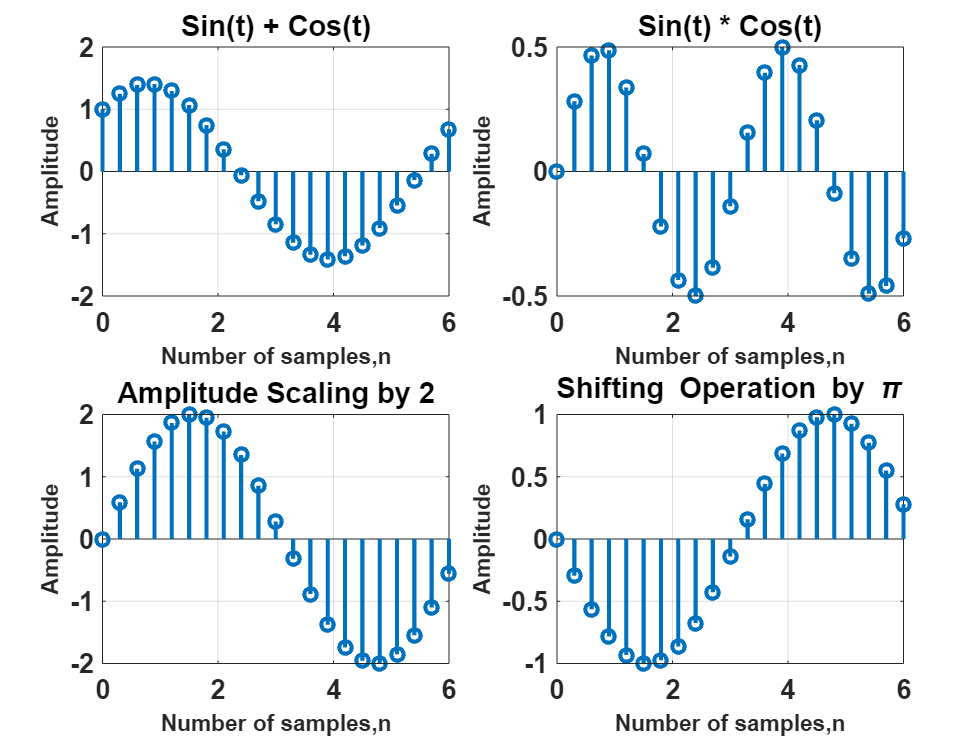 Sin(t) + Cos(t)
2
1
0
-1
-2
Amplitude
0 2 4 6
Number of samples,n
Sin(t) * Cos(t)
0.5
0
-0.5
Amplitude
0 2 4 6
Number of samples,n
Amplitude Scaling by 2
2
1
0
-1
-2
Amplitude
0 2 4 6
Number of samples,n
Shifting Operation by π
1
0.5
0
-0.5
-1
Amplitude
0 2 4 6
Number of samples,n